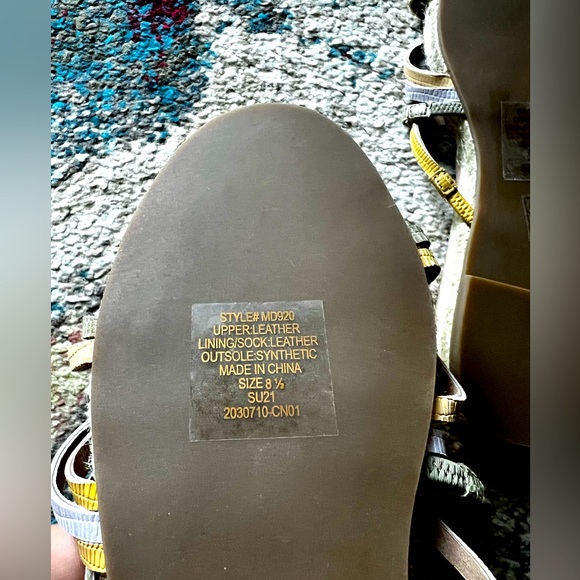 STYLE# MD920
UPPER:LEATHER
LINING/SOCK:LEATHER
OUTSOLE:SYNTHETIC
MADE IN CHINA
SIZE 8 ½
SU21
2030710-CN01